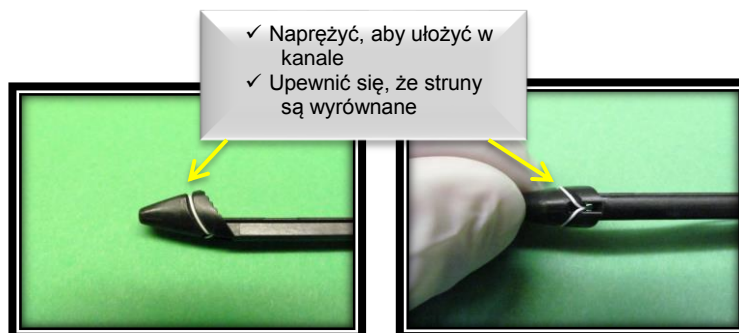 ✓ Naprężyć, aby ułożyć w
kanale
✓ Upewnić się, że struny
są wyrównane